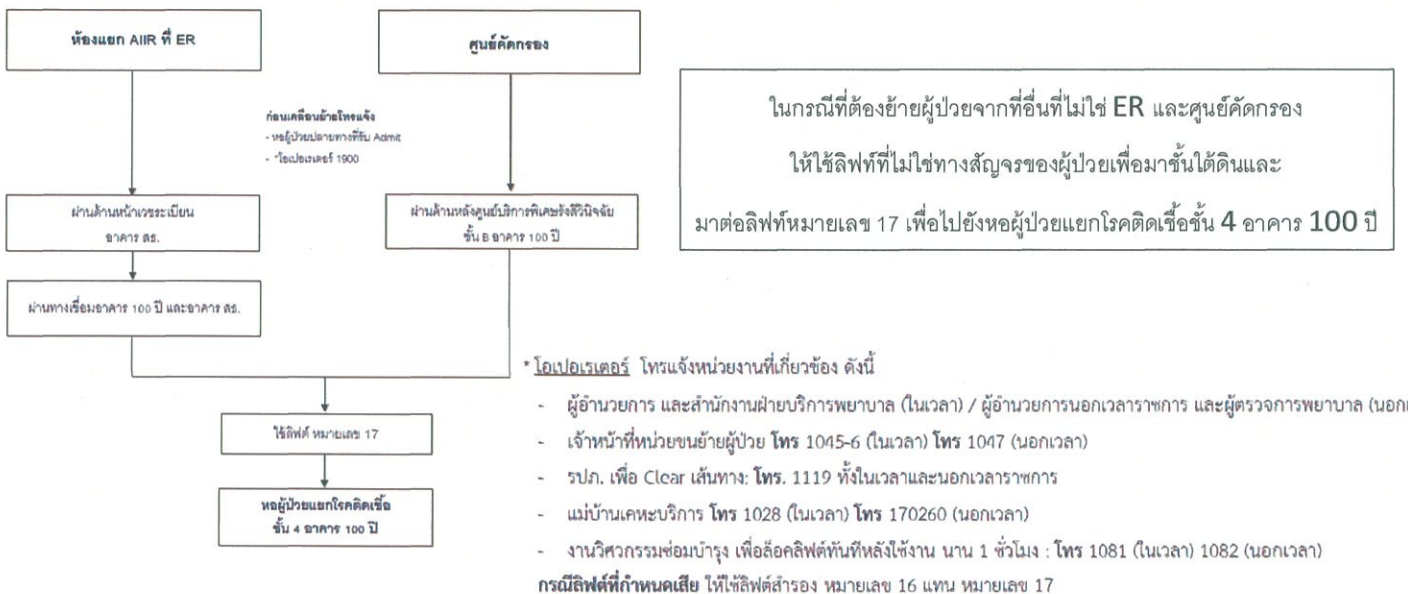 ห้องแยก AIIR ที่ ER
ศูนย์คัดกรอง
ก่อนเคลื่อนย้ายโทรแจ้ง
- หอผู้ป่วยปลายทางที่รับ Admit
- *โอเปอเรเตอร์ 1900
ผ่านด้านหน้าเวชระเบียน
อาคาร สธ.
ผ่านด้านหลังศูนย์บริการพิเศษรังสีวินิจฉัย
ชั้น B อาคาร 100 ปี
ผ่านทางเชื่อมอาคาร 100 ปี และอาคาร สธ.
ใช้ลิฟต์ หมายเลข 17
หอผู้ป่วยแยกโรคติดเชื้อ
ชั้น 4 อาคาร 100 ปี
ในกรณีที่ต้องย้ายผู้ป่วยจากที่อื่นที่ไม่ใช่ ER และศูนย์คัดกรอง
ให้ใช้ลิฟท์ที่ไม่ใช่ทางสัญจรของผู้ป่วยเพื่อมาชั้นใต้ดินและ
มาต่อลิฟท์หมายเลข 17 เพื่อไปยังหอผู้ป่วยแยกโรคติดเชื้อชั้น 4 อาคาร 100 ปี
* โอเปอเรเตอร์ โทรแจ้งหน่วยงานที่เกี่ยวข้อง ดังนี้
- ผู้อำนวยการ และสำนักงานฝ่ายบริการพยาบาล (ในเวลา) / ผู้อำนวยการนอกเวลาราชการ และผู้ตรวจการพยาบาล
- เจ้าหน้าที่หน่วยขนย้ายผู้ป่วย โทร 1045-6 (ในเวลา) โทร 1047 (นอกเวลา)
- รปภ. เพื่อ Clear เส้นทาง: โทร. 1119 ทั้งในเวลาและนอกเวลาราชการ
- แม่บ้านเคหะบริการ โทร 1028 (ในเวลา) โทร 170260 (นอกเวลา)
- งานวิศวกรรมซ่อมบำรุง เพื่อล็อคลิฟต์ทันทีหลังใช้งาน นาน 1 ชั่วโมง : โทร 1081 (ในเวลา) 1082 (นอกเวลา)
กรณีลิฟต์ที่กำหนดเสีย ให้ใช้ลิฟต์สำรอง หมายเลข 16 แทน หมายเลข 17